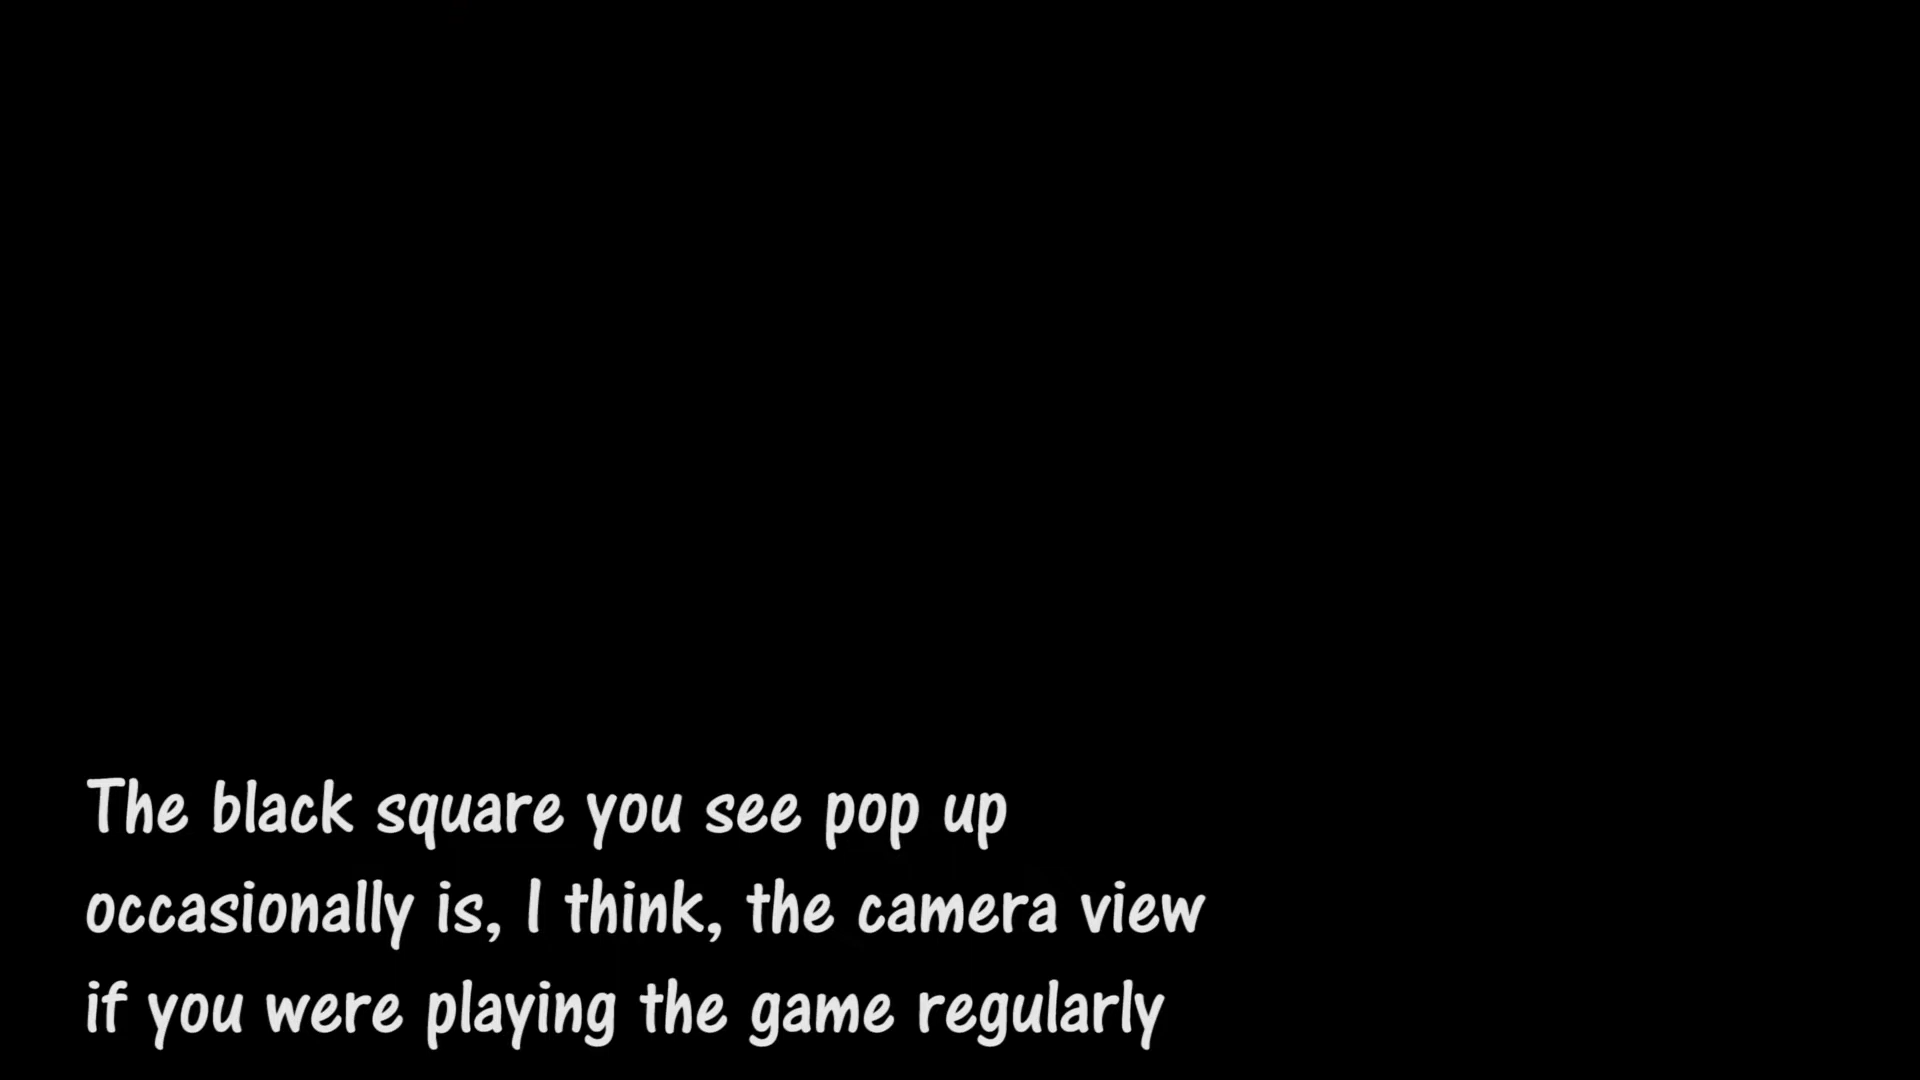 The black square you see pop up
occasionally is, I think, the camera view
if you were playing the game regularly